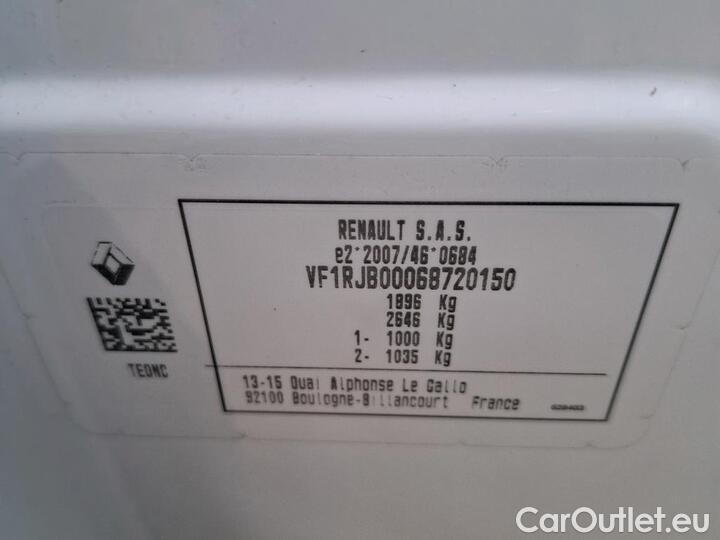 RENAULT S.A.S.
e2*2007/46*0684
VF1RJB00068720150
1896 Kg
2646 Kg
1- 1000 Kg
2- 1035 Kg
TEDMC
13-15 Quai Alphonse Le Gallo
92100 Boulogne-Billancourt France
CarOutlet.eu